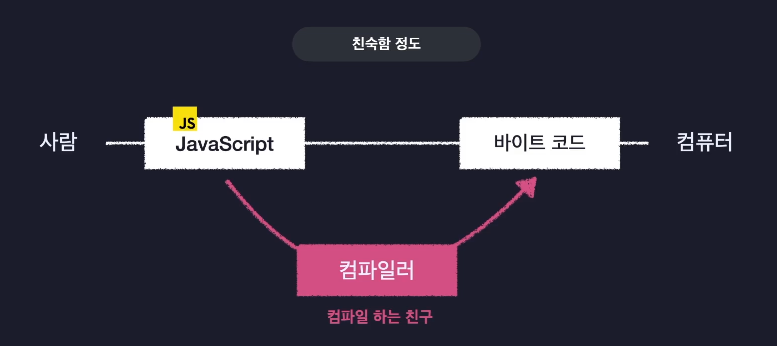 친숙함 정도
사람
JS
JavaScript
바이트 코드
컴퓨터
컴파일러
컴파일 하는 친구